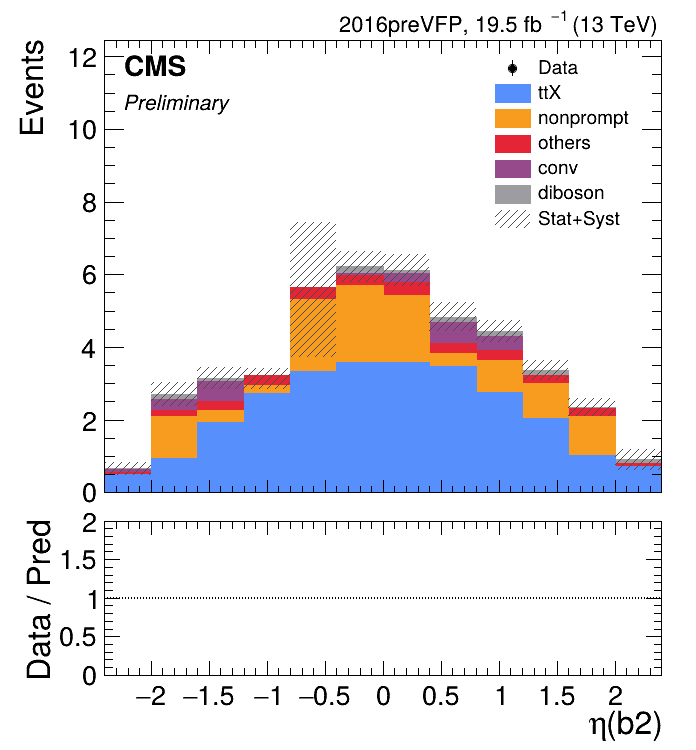 2016preVFP, 19.5 fb⁻¹ (13 TeV)
Events
CMS
Preliminary
Data
ttX
nonprompt
others
conv
diboson
Stat+Syst
12
10
8
6
4
2
0
Data / Pred
2
1.5
1
0.5
0
−2 −1.5 −1 −0.5 0 0.5 1 1.5 2
η(b2)